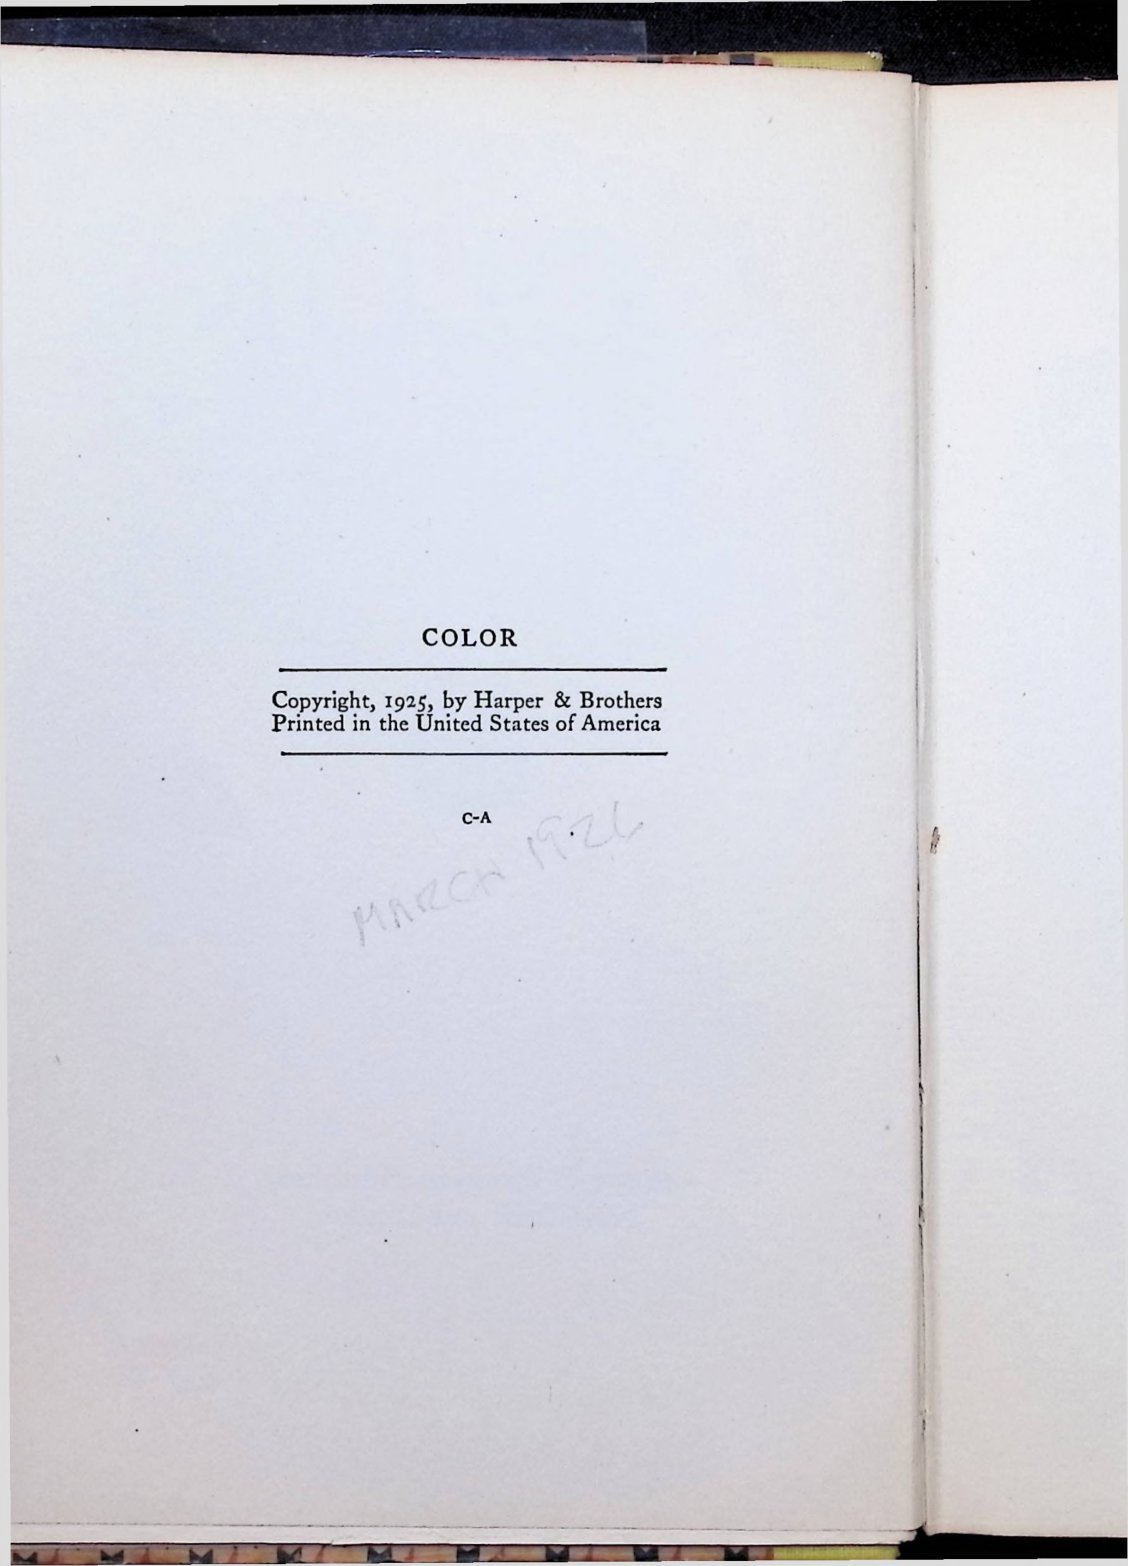 COLOR
Copyright, 1925, by Harper & Brothers
Printed in the United States of America
C-A
MARCH 1926